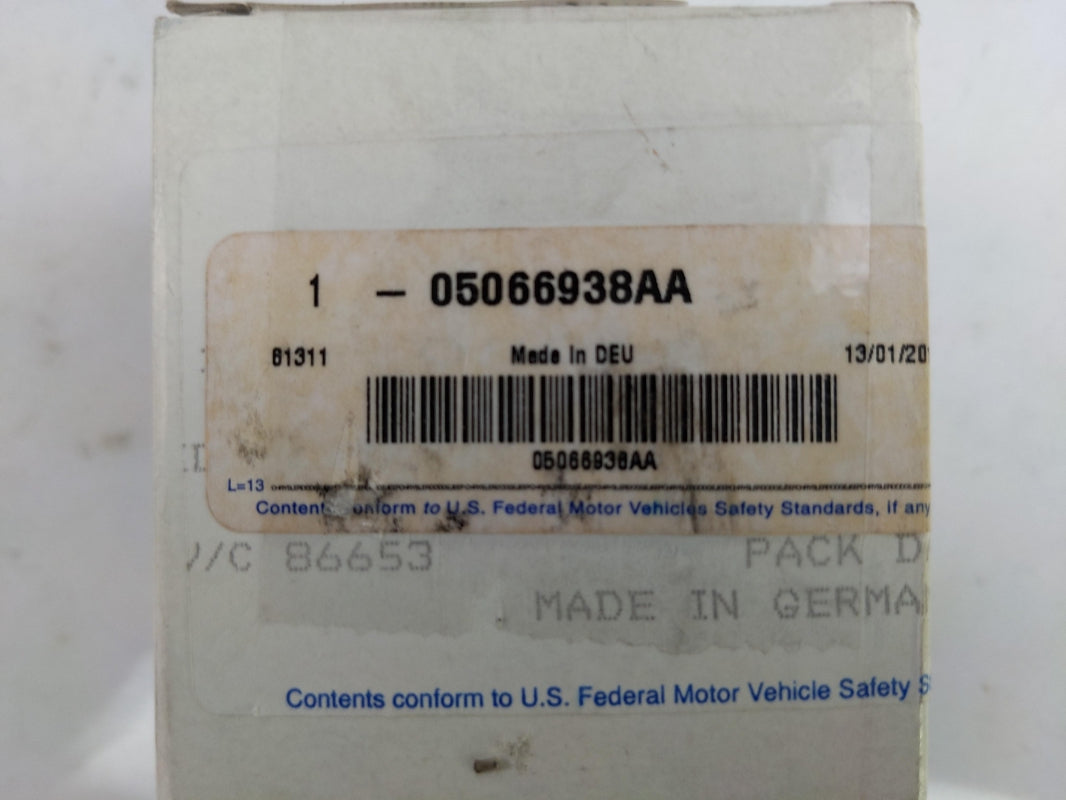 1 – 05066938AA
61311 Made In DEU 13/01/20
05066938AA
L=13
Contents conform to U.S. Federal Motor Vehicles Safety Standards, if any
/C 86653 PACK D
MADE IN GERMA
Contents conform to U.S. Federal Motor Vehicle Safety S